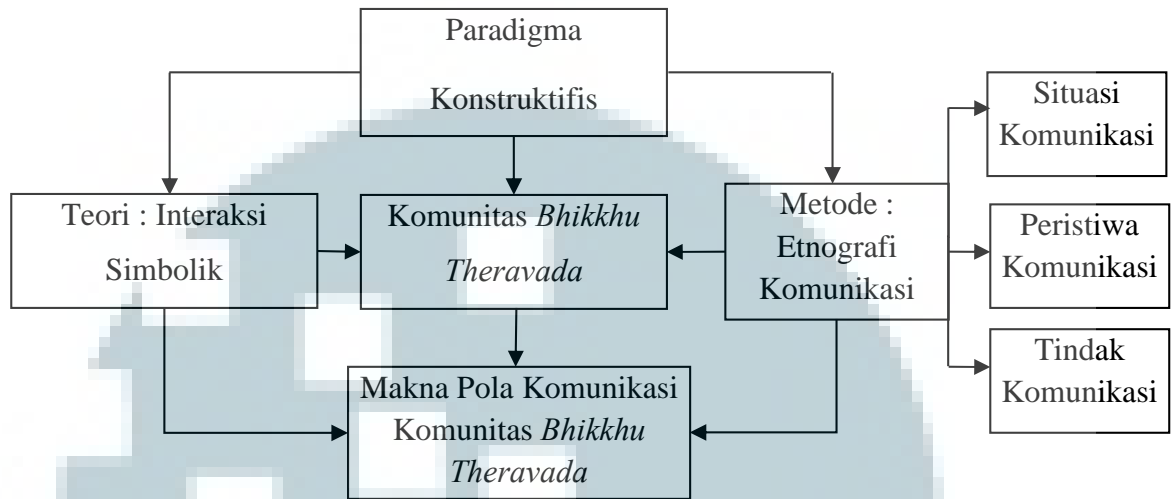 Paradigma
Konstruktifis
Teori : Interaksi
Simbolik
Komunitas Bhikkhu
Theravada
Metode :
Etnografi
Komunikasi
Situasi
Komunikasi
Peristiwa
Komunikasi
Tindak
Komunikasi
Makna Pola Komunikasi
Komunitas Bhikkhu
Theravada